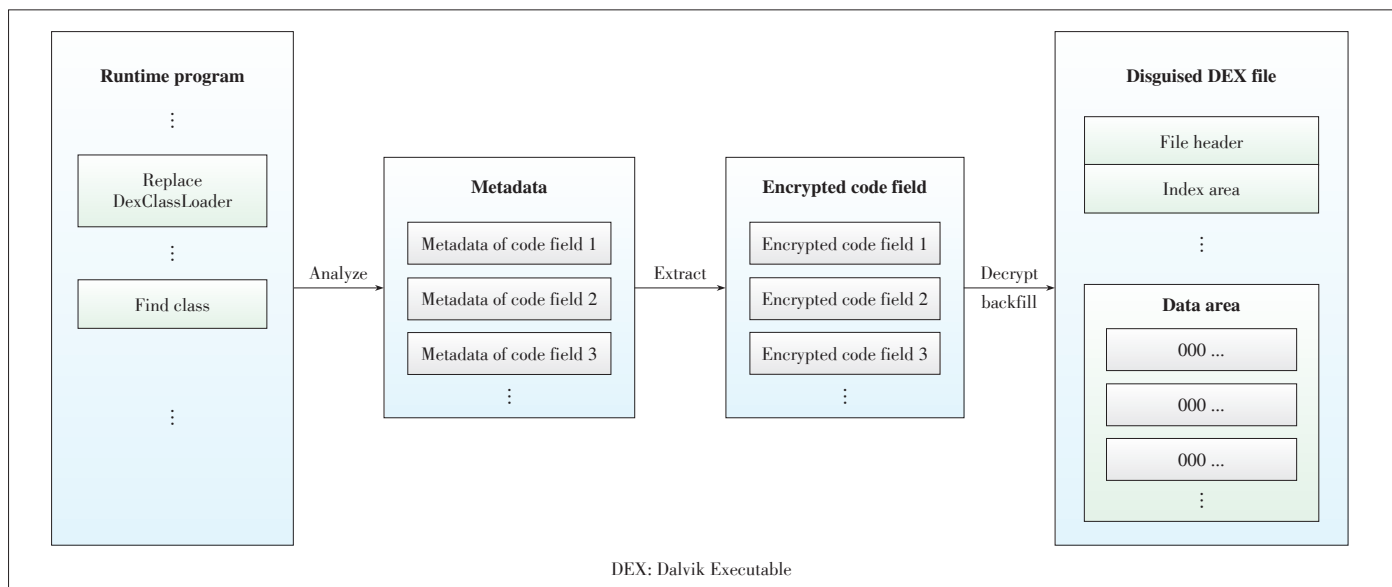 Runtime program
⋮
Replace
DexClassLoader
⋮
Find class
⋮
Analyze
Metadata
Metadata of code field 1
Metadata of code field 2
Metadata of code field 3
⋮
Extract
Encrypted code field
Encrypted code field 1
Encrypted code field 2
Encrypted code field 3
⋮
Decrypt
backfill
Disguised DEX file
File header
Index area
⋮
Data area
000 ...
000 ...
000 ...
⋮
DEX: Dalvik Executable